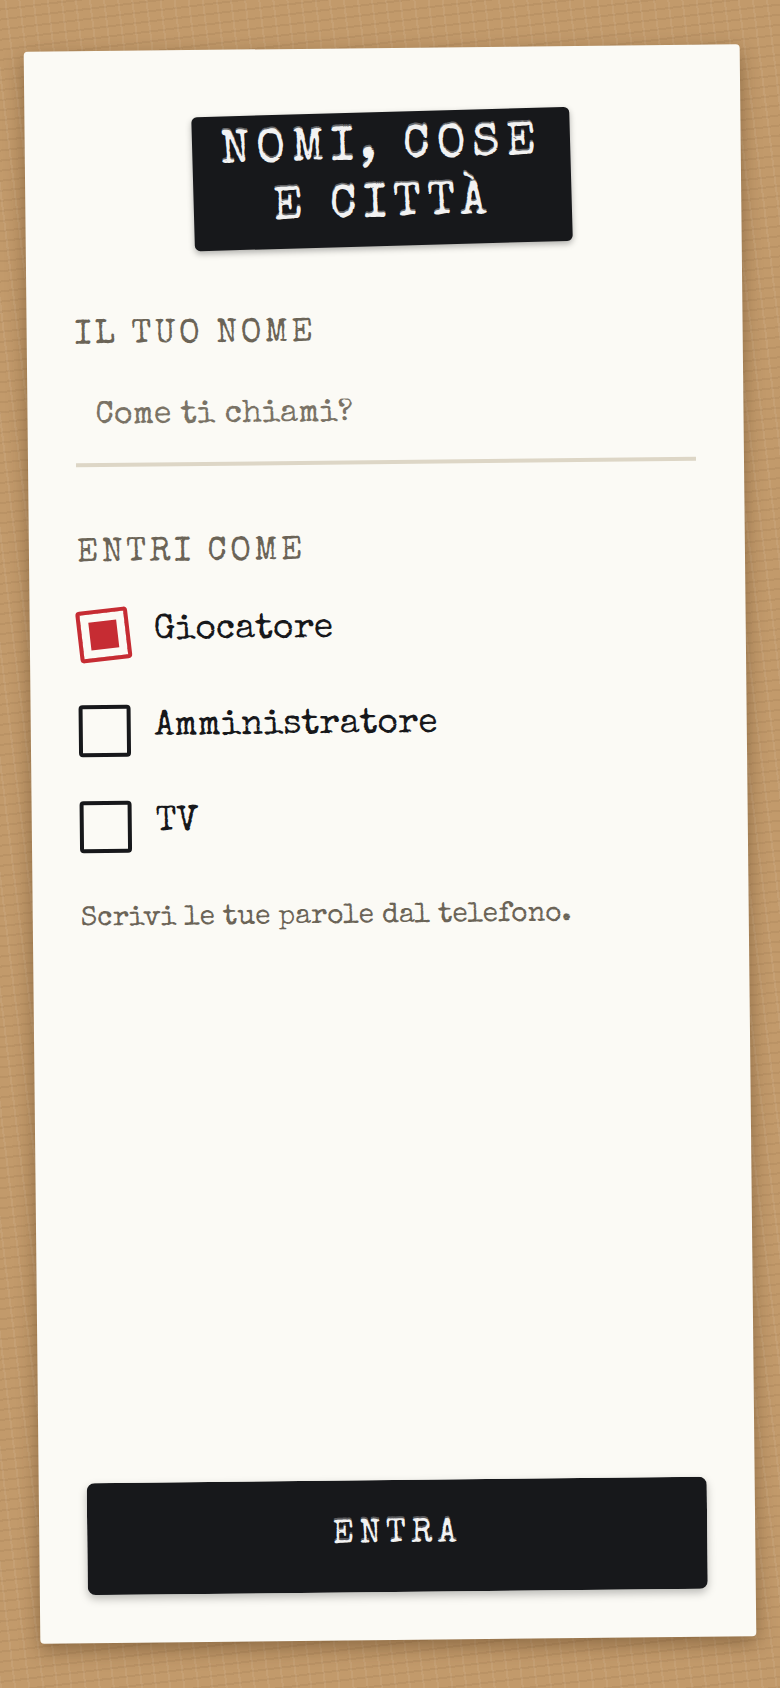 NOMI, COSE
E CITTÀ
IL TUO NOME
Come ti chiami?
ENTRI COME
Giocatore
Amministratore
TV
Scrivi le tue parole dal telefono.
ENTRA